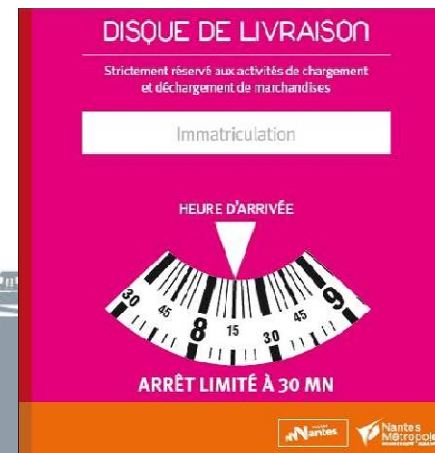 DISQUE DE LIVRAISON
Strictement réservé aux activités de chargement
et déchargement de marchandises
Immatriculation
HEURE D'ARRIVÉE
30 45 8 15 30 45 9
ARRÊT LIMITÉ À 30 MN
Nantes
Nantes
Métropole